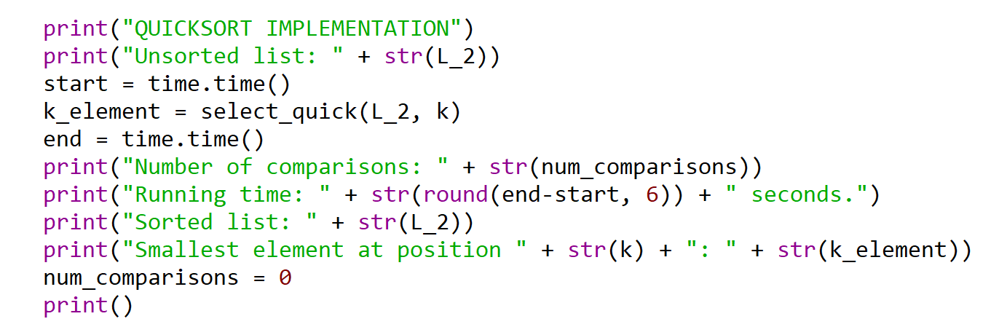 print("QUICKSORT IMPLEMENTATION")
print("Unsorted list: " + str(L_2))
start = time.time()
k_element = select_quick(L_2, k)
end = time.time()
print("Number of comparisons: " + str(num_comparisons))
print("Running time: " + str(round(end-start, 6)) + " seconds.")
print("Sorted list: " + str(L_2))
print("Smallest element at position " + str(k) + ": " + str(k_element))
num_comparisons = 0
print()